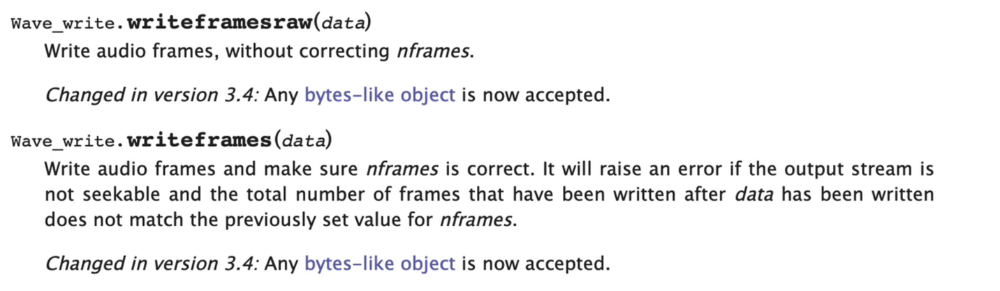 Wave_write.writeframesraw(data)
Write audio frames, without correcting nframes.
Changed in version 3.4: Any bytes-like object is now accepted.
Wave_write.writeframes(data)
Write audio frames and make sure nframes is correct. It will raise an error if the output stream is
not seekable and the total number of frames that have been written after data has been written
does not match the previously set value for nframes.
Changed in version 3.4: Any bytes-like object is now accepted.